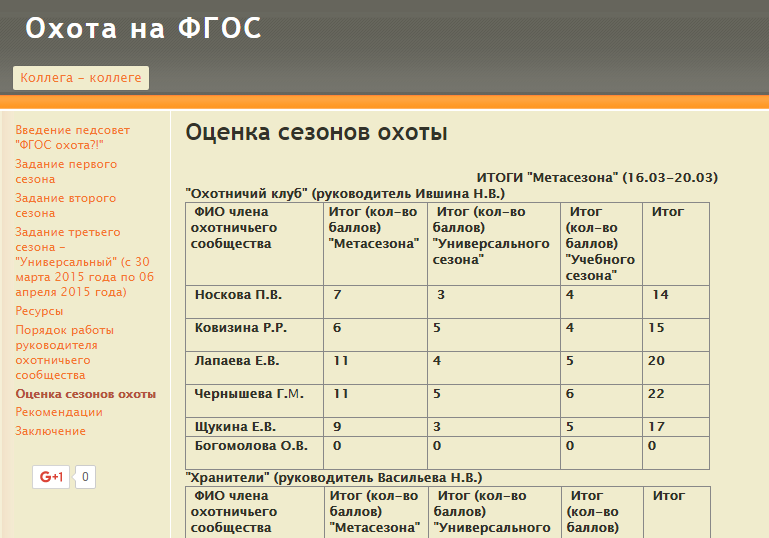 Охота на ФГОС
Коллега - коллеге
Введение педсовет
"ФГОС охота?!"
Задание первого
сезона
Задание второго
сезона
Задание третьего
сезона -
"Универсальный" (с 30
марта 2015 года по 06
апреля 2015 года)
Ресурсы
Порядок работы
руководителя
охотничьего
сообщества
Оценка сезонов охоты
Рекомендации
Заключение
G+1 0
Оценка сезонов охоты
ИТОГИ "Метасезона" (16.03-20.03)
"Охотничий клуб" (руководитель Ившина Н.В.)
ФИО члена Итог (кол-во Итог (кол-во Итог Итог
охотничьего баллов) баллов) (кол-во
сообщества "Метасезона" "Универсального баллов)
сезона" "Учебного
сезона"
Носкова П.В. 7 3 4 14
Ковизина Р.Р. 6 5 4 15
Лапаева Е.В. 11 4 5 20
Чернышева Г.М. 11 5 6 22
Щукина Е.В. 9 3 5 17
Богомолова О.В. 0 0 0 0
"Хранители" (руководитель Васильева Н.В.)
ФИО члена Итог (кол-во Итог (кол-во Итог Итог
охотничьего баллов) баллов) (кол-во
сообщества "Метасезона" "Универсального баллов)